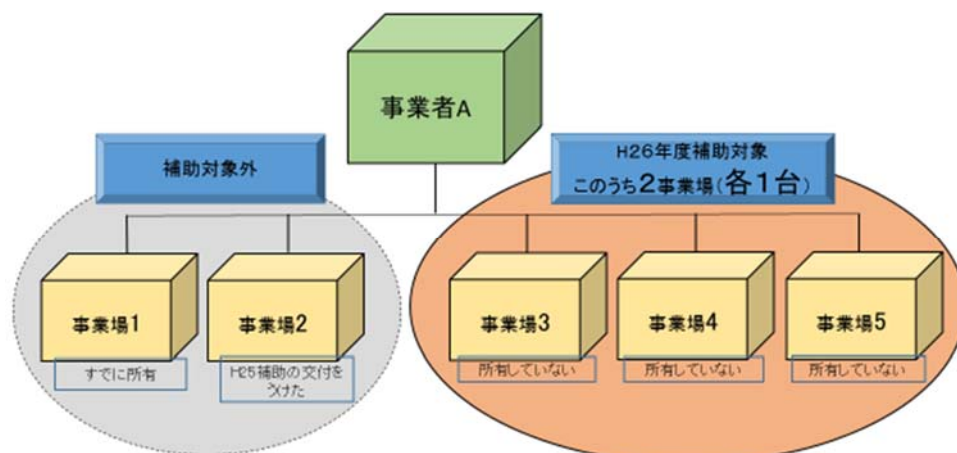 事業者A
補助対象外
H26年度補助対象
このうち2事業場(各1台)
事業場1
事業場2
事業場3
事業場4
事業場5
すでに所有
H25補助の交付を
うけた
所有していない
所有していない
所有していない